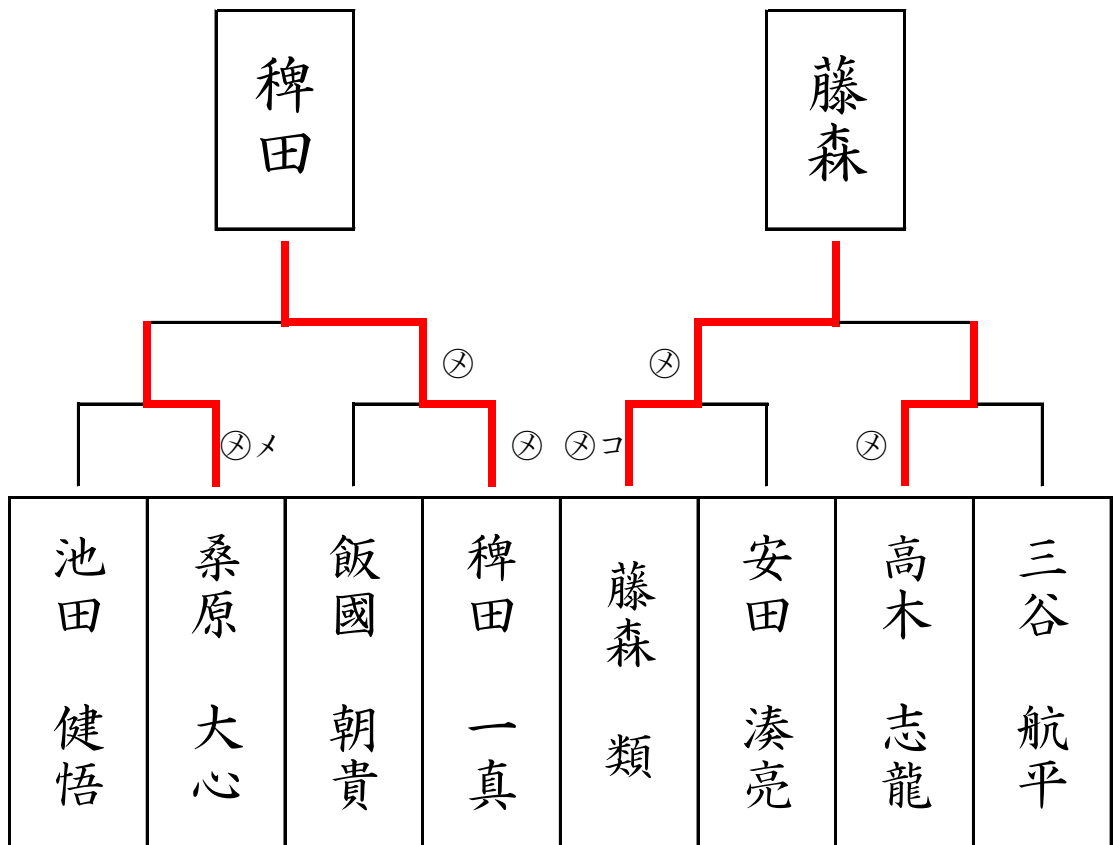 稗田
藤森
㋱
㋱
㋱メ
㋱
㋱コ
㋱
池田 健悟
桑原 大心
飯國 朝貴
稗田 一真
藤森 類
安田 湊亮
高木 志龍
三谷 航平